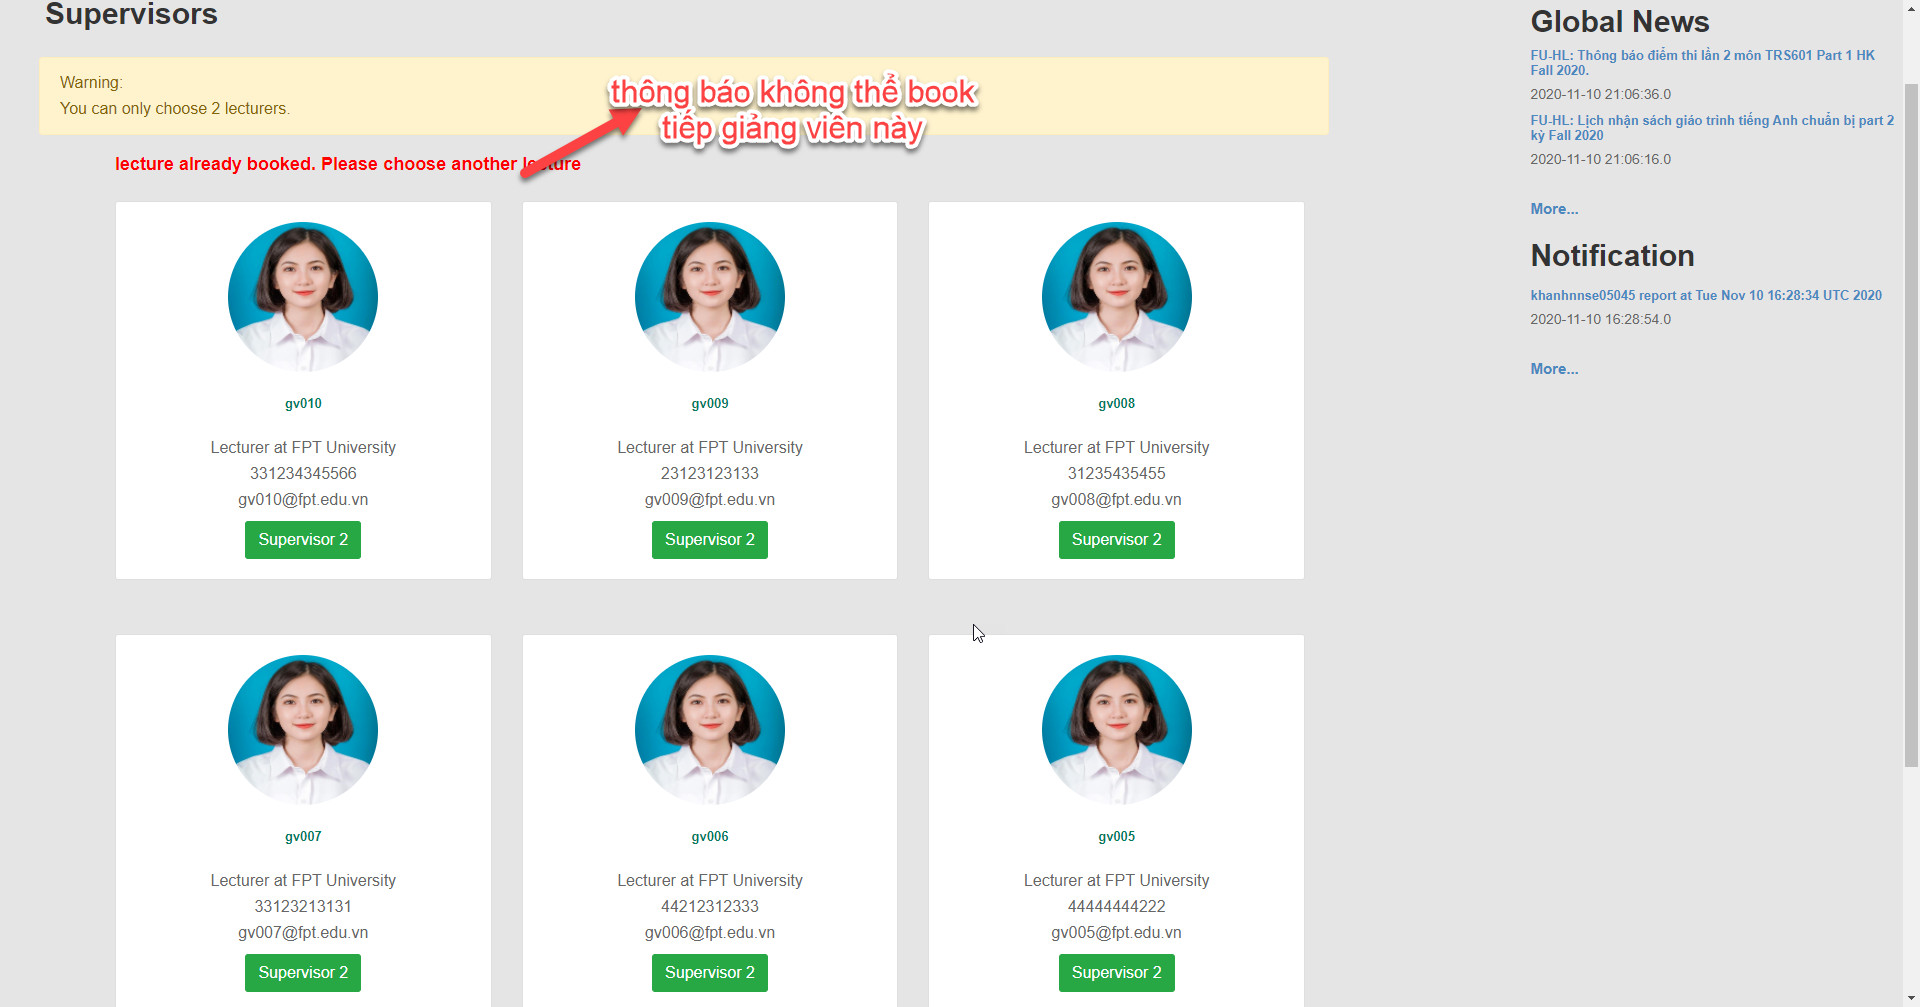 Supervisors
Warning:
You can only choose 2 lecturers.
thông báo không thể book
tiếp giảng viên này
lecture already booked. Please choose another lecture
gv010
Lecturer at FPT University
331234345566
gv010@fpt.edu.vn
Supervisor 2
gv009
Lecturer at FPT University
23123123133
gv009@fpt.edu.vn
Supervisor 2
gv008
Lecturer at FPT University
31235435455
gv008@fpt.edu.vn
Supervisor 2
gv007
Lecturer at FPT University
33123213131
gv007@fpt.edu.vn
Supervisor 2
gv006
Lecturer at FPT University
44212312333
gv006@fpt.edu.vn
Supervisor 2
gv005
Lecturer at FPT University
44444444222
gv005@fpt.edu.vn
Supervisor 2
Global News
FU-HL: Thông báo điểm thi lần 2 môn TRS601 Part 1 HK
Fall 2020.
2020-11-10 21:06:36.0
FU-HL: Lịch nhận sách giáo trình tiếng Anh chuẩn bị part 2
kỳ Fall 2020
2020-11-10 21:06:16.0
More...
Notification
khanhnnse05045 report at Tue Nov 10 16:28:34 UTC 2020
2020-11-10 16:28:54.0
More...